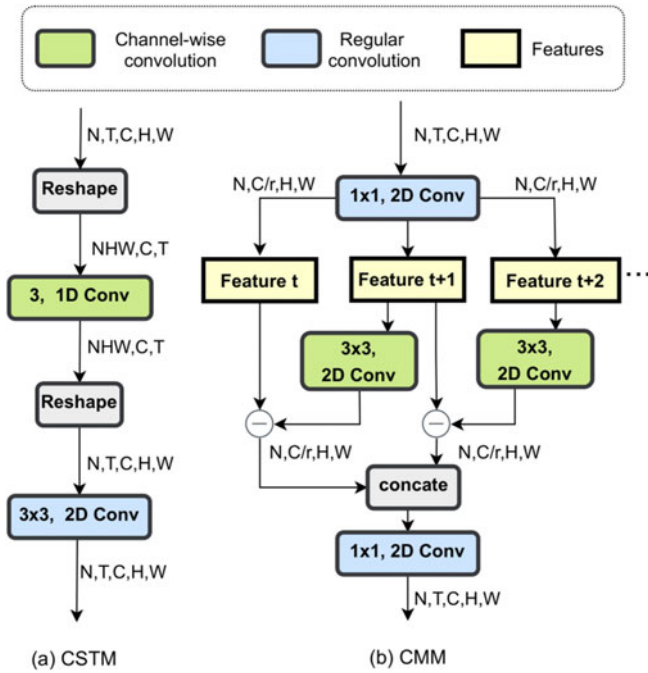 Channel-wise
convolution
Regular
convolution
Features
N,T,C,H,W
Reshape
NHW,C,T
3, 1D Conv
NHW,C,T
Reshape
N,T,C,H,W
3x3, 2D Conv
N,T,C,H,W
(a) CSTM
N,T,C,H,W
N,C/r,H,W
1x1, 2D Conv
N,C/r,H,W
Feature t
Feature t+1
Feature t+2
...
3x3,
2D Conv
3x3,
2D Conv
N,C/r,H,W
N,C/r,H,W
concate
1x1, 2D Conv
N,T,C,H,W
(b) CMM